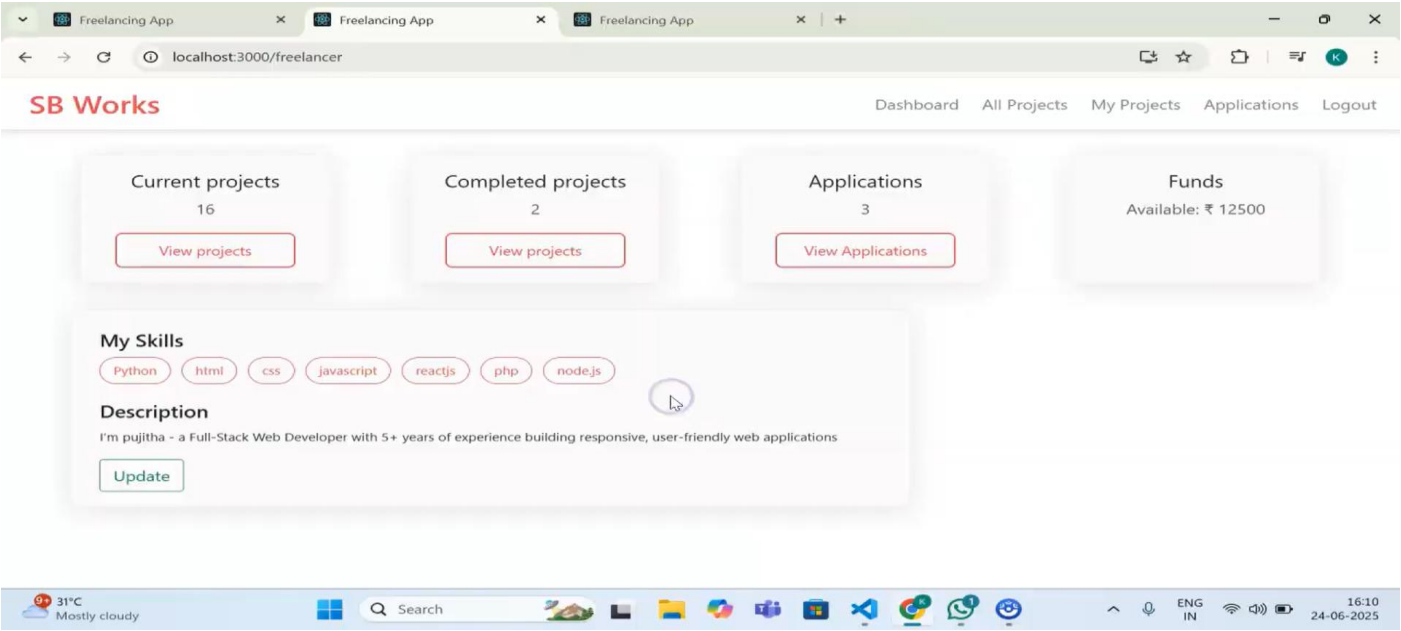 Freelancing App
Freelancing App
Freelancing App
localhost:3000/freelancer
K
SB Works
Dashboard All Projects My Projects Applications Logout
Current projects Completed projects Applications Funds
16 2 3 Available: ₹ 12500
View projects View projects View Applications
My Skills
Python html css javascript reactjs php node.js
Description
I'm pujitha - a Full-Stack Web Developer with 5+ years of experience building responsive, user-friendly web applications
Update
9+ 31°C
Mostly cloudy
Search
K
1
ENG
IN
16:10
24-06-2025